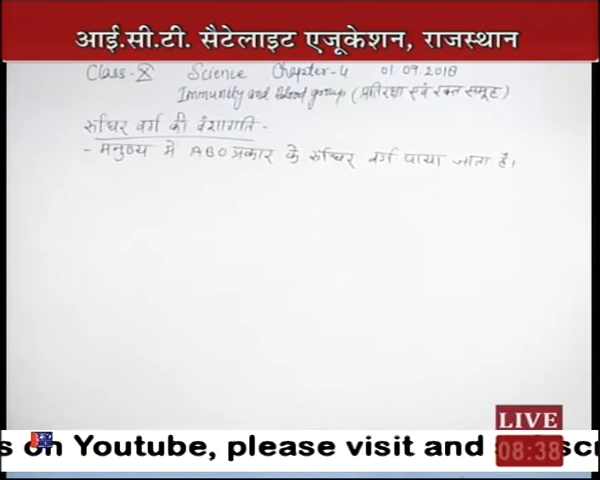 आई.सी.टी. सैटेलाइट एजूकेशन, राजस्थान
Class-X Science Chapter-4 01.09.2018
Immunity and Blood group (प्रतिरक्षा एवं रक्त समूह)
रुधिर वर्ग की वंशागति -
- मनुष्य में ABO प्रकार के रुधिर वर्ग पाया जाता है।
LIVE
on Youtube, please visit and
08:38